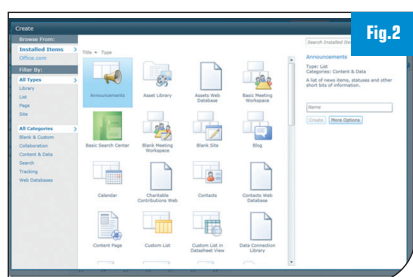 Fig.2
Create
Browse From:
Installed Items
Office.com
Filter By:
All Types
Library
List
Page
Site
All Categories
Blank & Custom
Collaboration
Content & Data
Search
Tracking
Web Databases
Title Type
Announcements
Asset Library
Assets Web
Database
Basic Meeting
Workspace
Basic Search Center
Blank Meeting
Workspace
Blank Site
Blog
Calendar
Charitable
Contributions Web
Contacts
Contacts Web
Database
Content Page
Custom List
Custom List in
Datasheet View
Data Connection
Library
Search Installed Items
Announcements
Type: List
Categories: Content & Data
A list of news items, statuses and other
short bits of information.
Name
Create
More Options